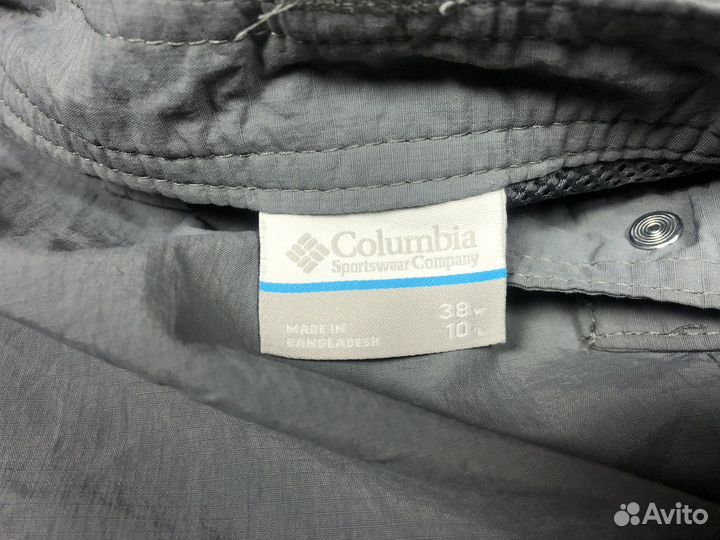 Columbia
Sportswear Company
38 W
10 L
MADE IN
BANGLADESH
Avito